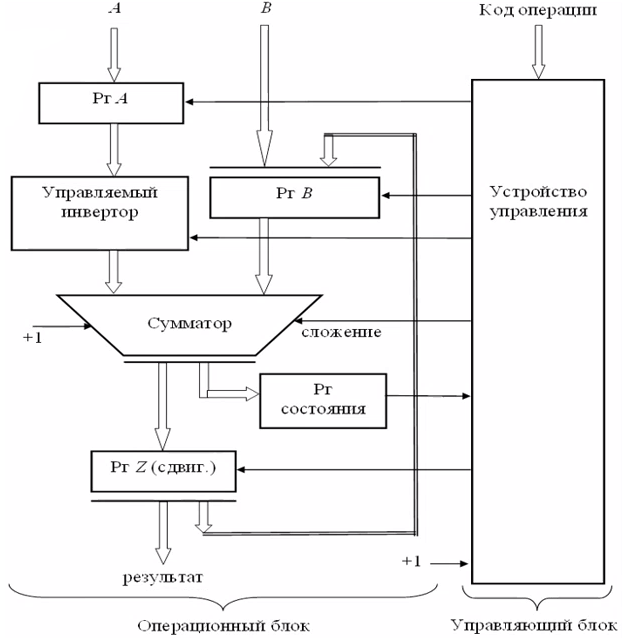 A
B
Код операции
Рг A
Управляемый
инвертор
Рг B
Устройство
управления
Сумматор
+1
сложение
Рг
состояния
Рг Z (сдвиг.)
+1
результат
Операционный блок
Управляющий блок